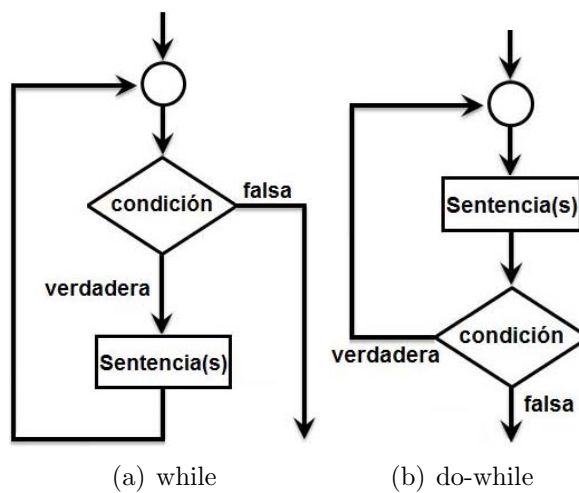 condición
falsa
verdadera
Sentencia(s)
(a) while
Sentencia(s)
condición
verdadera
falsa
(b) do-while